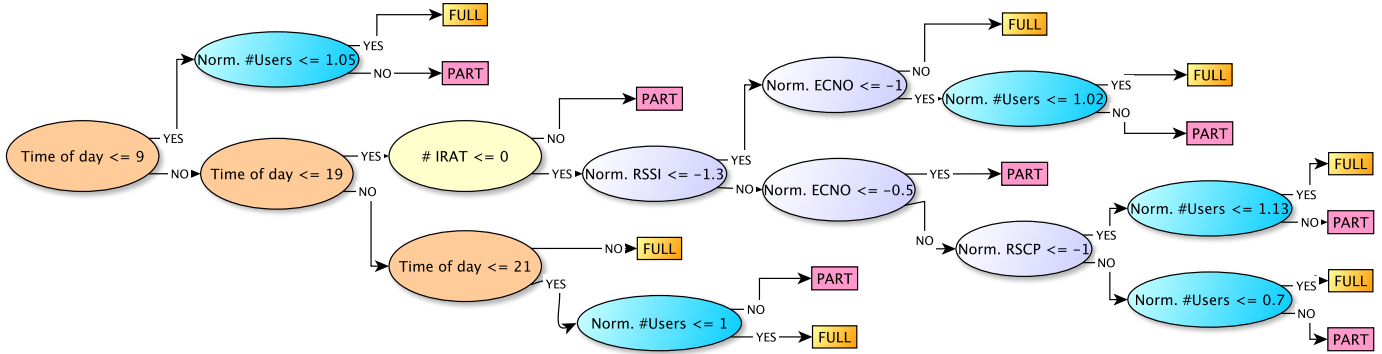 FULL
FULL
YES
Norm. #Users <= 1.05
NO
PART
NO
FULL
Norm. ECNO <= −1
YES
Norm. #Users <= 1.02
YES
NO
PART
PART
YES
NO
Time of day <= 9
YES
# IRAT <= 0
NO
YES
FULL
NO
Time of day <= 19
YES
Norm. RSSI <= −1.3
YES
NO
Norm. ECNO <= −0.5
YES
PART
YES
Norm. #Users <= 1.13
NO
NO
PART
NO
Norm. RSCP <= −1
YES
NO
Time of day <= 21
NO
FULL
YES
PART
YES
FULL
Norm. #Users <= 0.7
NO
NO
Norm. #Users <= 1
YES
FULL
PART